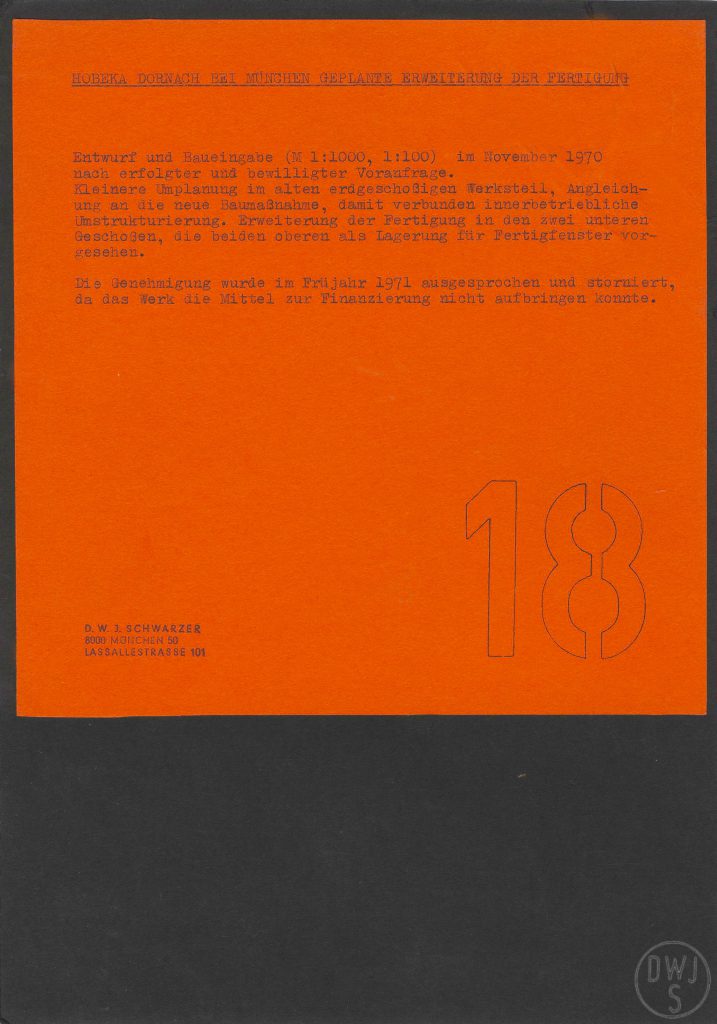 HOBEKA DORNACH BEI MÜNCHEN GEPLANTE ERWEITERUNG DER FERTIGUNG
Entwurf und Baueingabe (M 1:1000, 1:100) im November 1970
nach erfolgter und bewilligter Voranfrage.
Kleinere Umplanung im alten erdgeschoßigen Werksteil, Angleich-
ung an die neue Baumaßnahme, damit verbunden innerbetriebliche
Umstrukturierung. Erweiterung der Fertigung in den zwei unteren
Geschoßen, die beiden oberen als Lagerung für Fertigfenster vor-
gesehen.
Die Genehmigung wurde im Früjahr 1971 ausgesprochen und storniert,
da das Werk die Mittel zur Finanzierung nicht aufbringen konnte.
18
D. W. J. SCHWARZER
8000 MÜNCHEN 50
LASSALLESTRASSE 101
DWJ
S